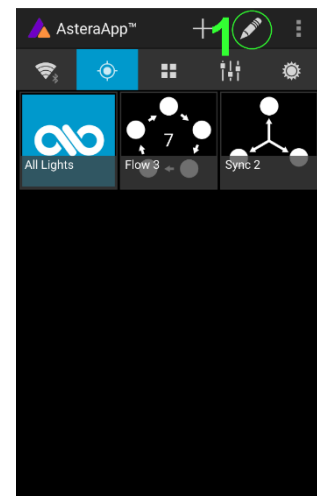 AsteraApp™
1
7
All Lights
Flow 3
Sync 2